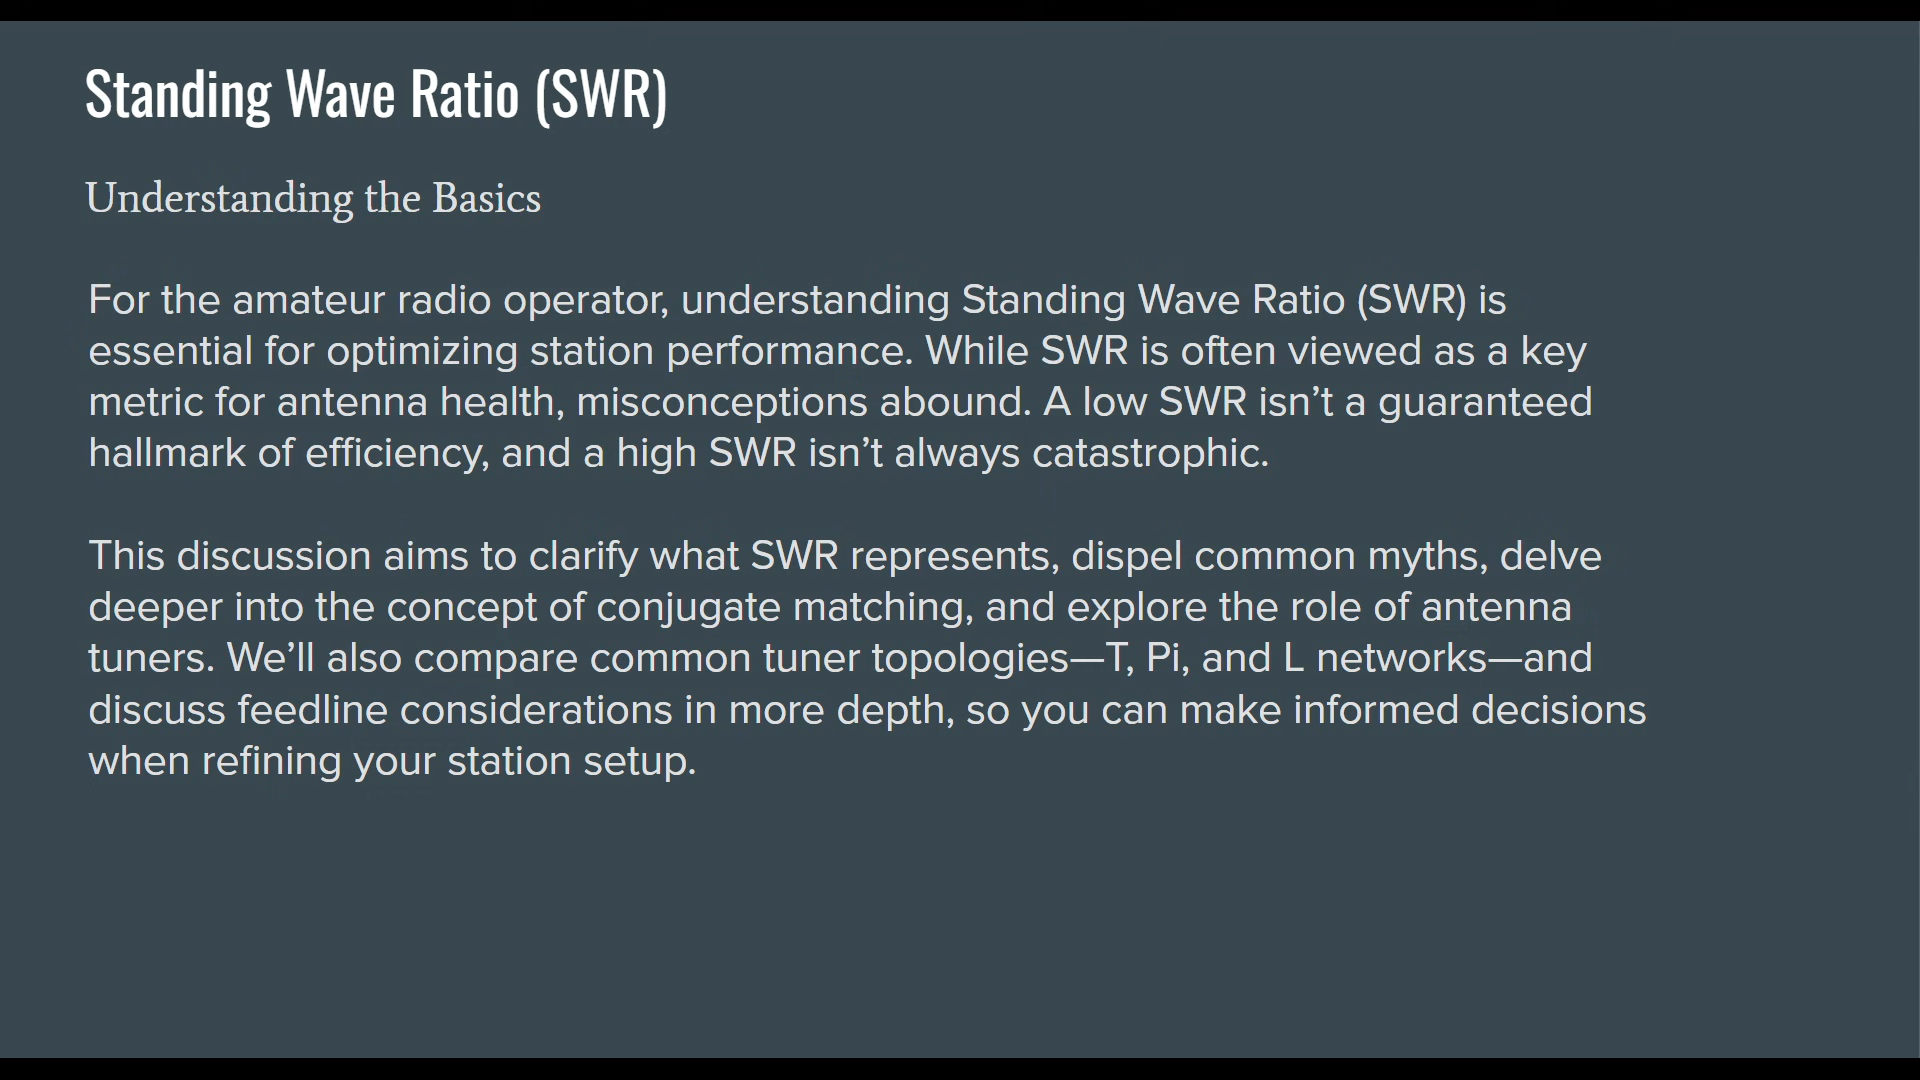 Standing Wave Ratio (SWR)
Understanding the Basics
For the amateur radio operator, understanding Standing Wave Ratio (SWR) is
essential for optimizing station performance. While SWR is often viewed as a key
metric for antenna health, misconceptions abound. A low SWR isn’t a guaranteed
hallmark of efficiency, and a high SWR isn’t always catastrophic.
This discussion aims to clarify what SWR represents, dispel common myths, delve
deeper into the concept of conjugate matching, and explore the role of antenna
tuners. We’ll also compare common tuner topologies—T, Pi, and L networks—and
discuss feedline considerations in more depth, so you can make informed decisions
when refining your station setup.